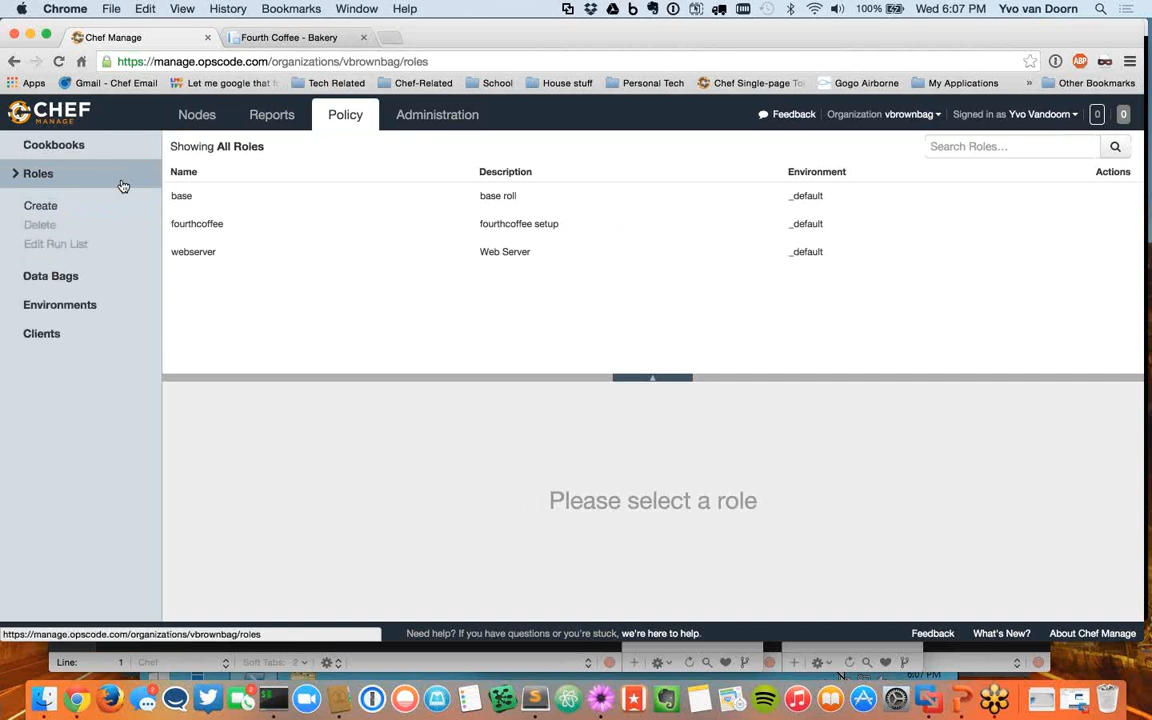 Chrome File Edit View History Bookmarks Window Help 100% Wed 6:07 PM Yvo van Doorn
Chef Manage Fourth Coffee - Bakery
https://manage.opscode.com/organizations/vbrownbag/roles
Apps Gmail - Chef Email Let me google that f Tech Related Chef-Related School House stuff Personal Tech Chef Single-page To Gogo Airborne My Applications » Other Bookmarks
CHEF MANAGE Nodes Reports Policy Administration Feedback Organization vbrownbag Signed in as Yvo Vandoorn 0 0
Cookbooks
Roles
Create
Delete
Edit Run List
Data Bags
Environments
Clients
Showing All Roles Search Roles...
Name Description Environment Actions
base base roll _default
fourthcoffee fourthcoffee setup _default
webserver Web Server _default
Please select a role
https://manage.opscode.com/organizations/vbrownbag/roles Need help? If you have questions or you're stuck, we're here to help. Feedback What's New? About Chef Manage
Line: 1 Chef Soft Tabs: 2
6:07 PM